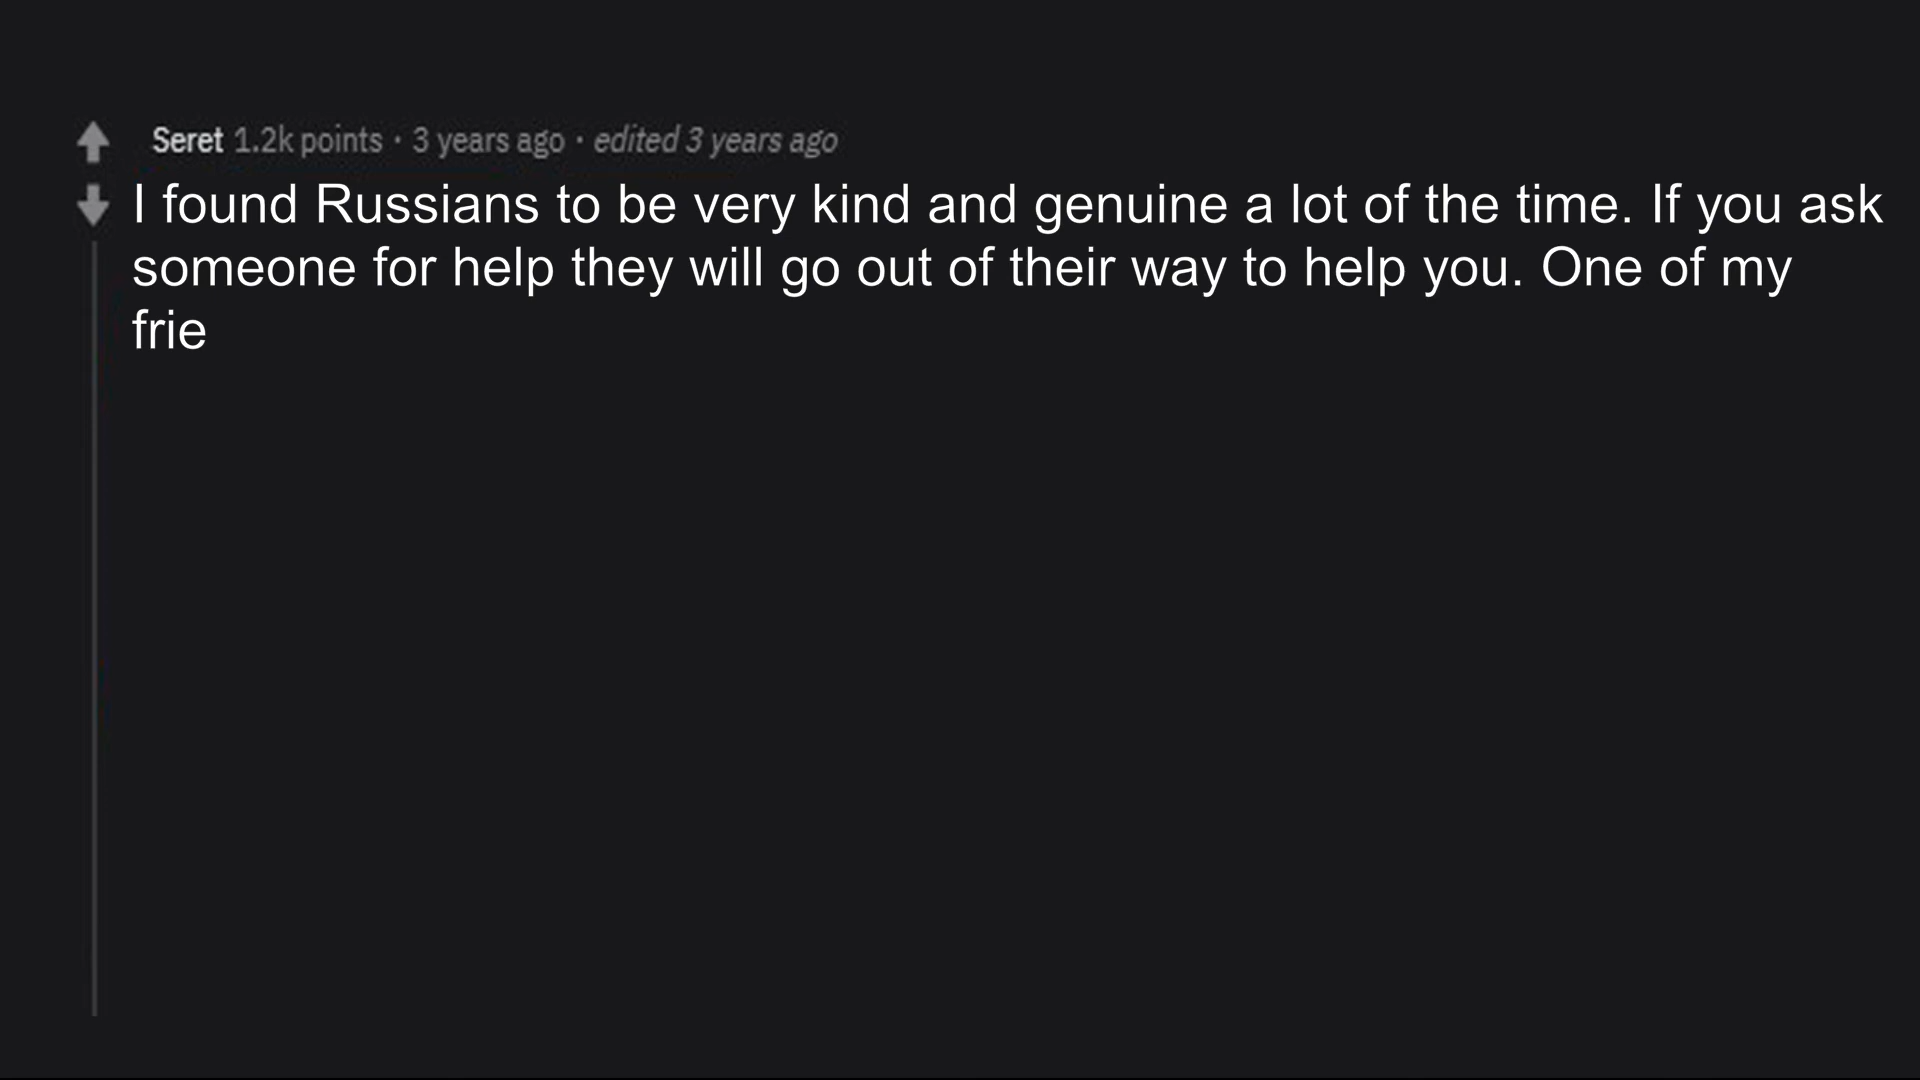 Seret 1.2k points · 3 years ago · edited 3 years ago
I found Russians to be very kind and genuine a lot of the time. If you ask
someone for help they will go out of their way to help you. One of my
frie